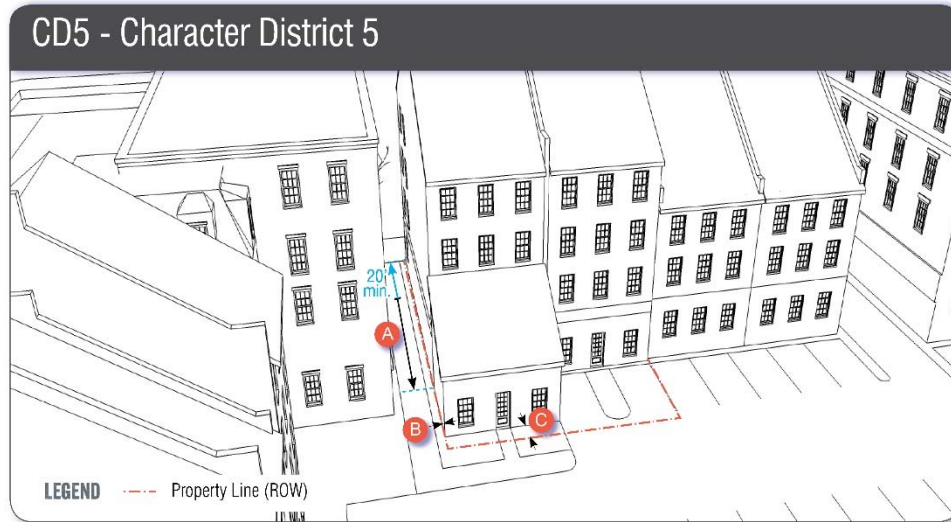 CD5 - Character District 5
20'
min.
A
B
C
LEGEND
Property Line (ROW)